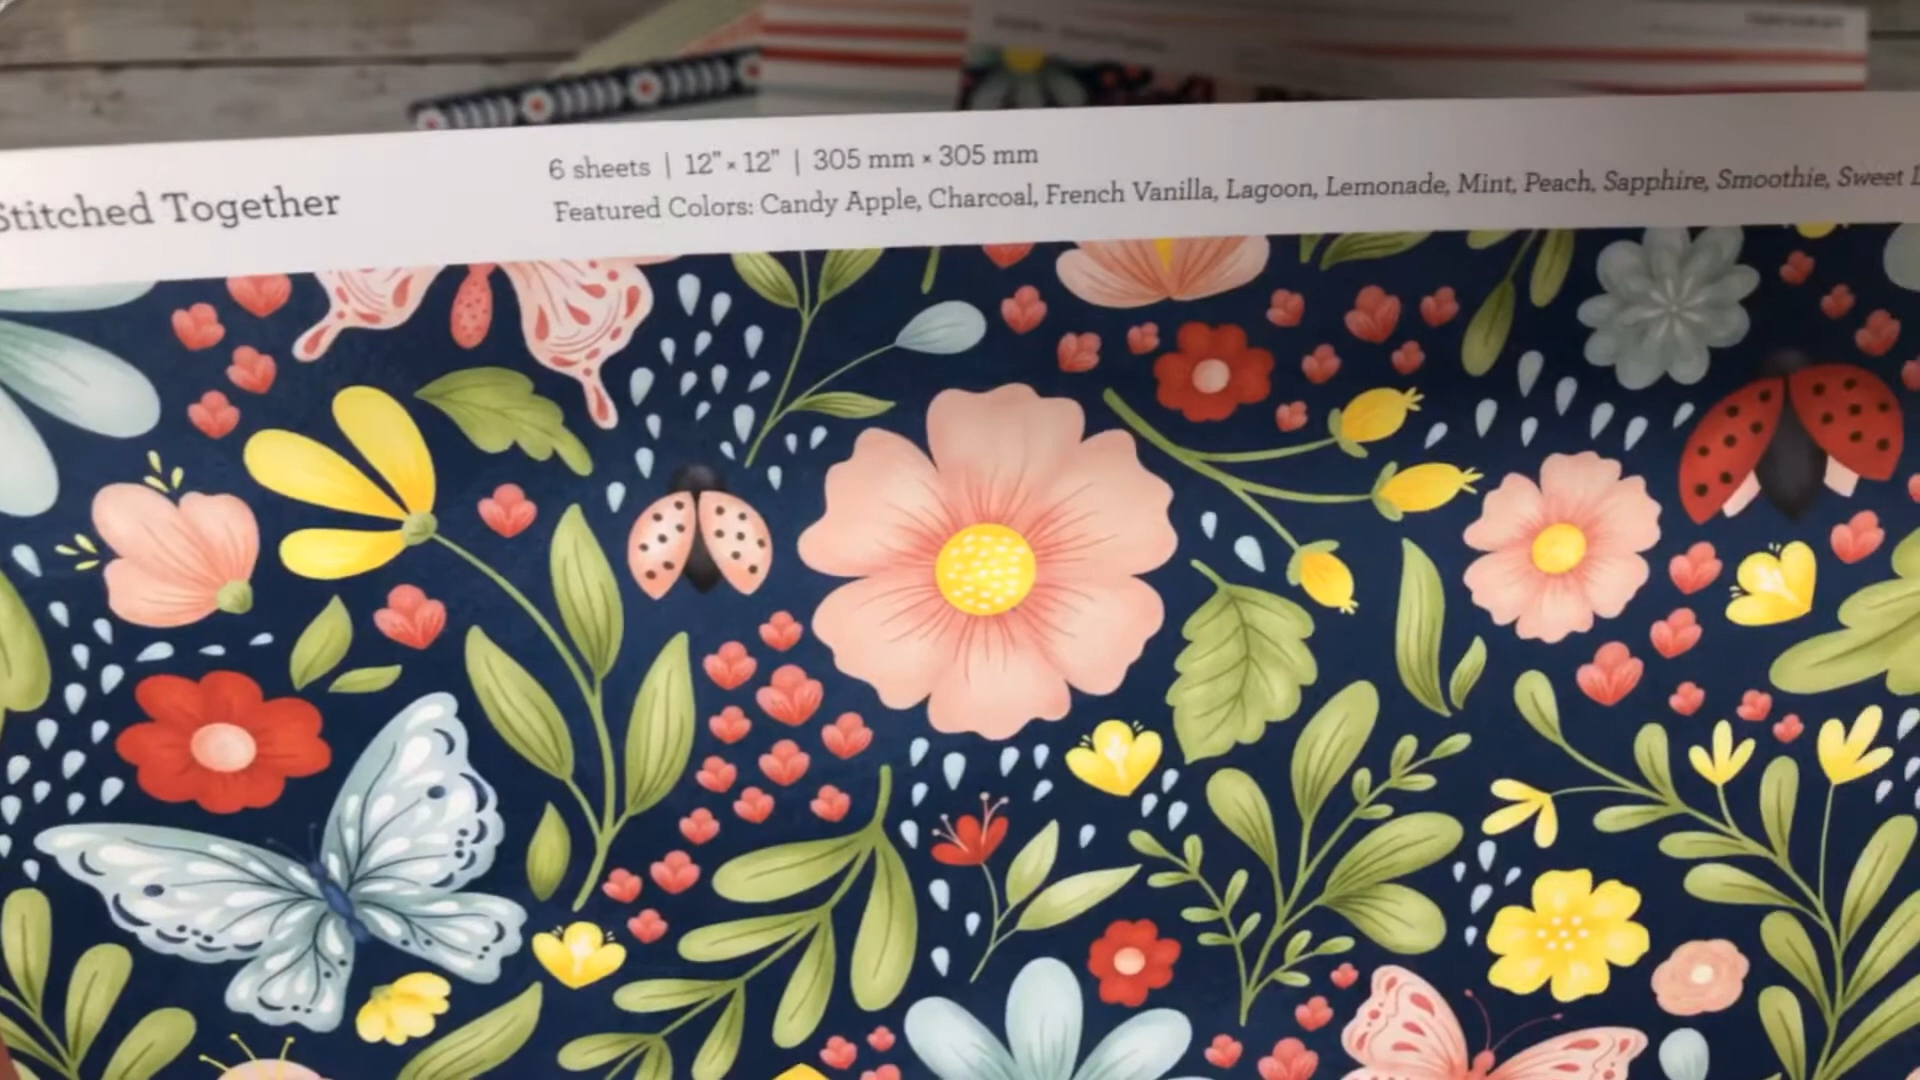 Stitched Together
6 sheets | 12" × 12" | 305 mm × 305 mm
Featured Colors: Candy Apple, Charcoal, French Vanilla, Lagoon, Lemonade, Mint, Peach, Sapphire, Smoothie, Sweet